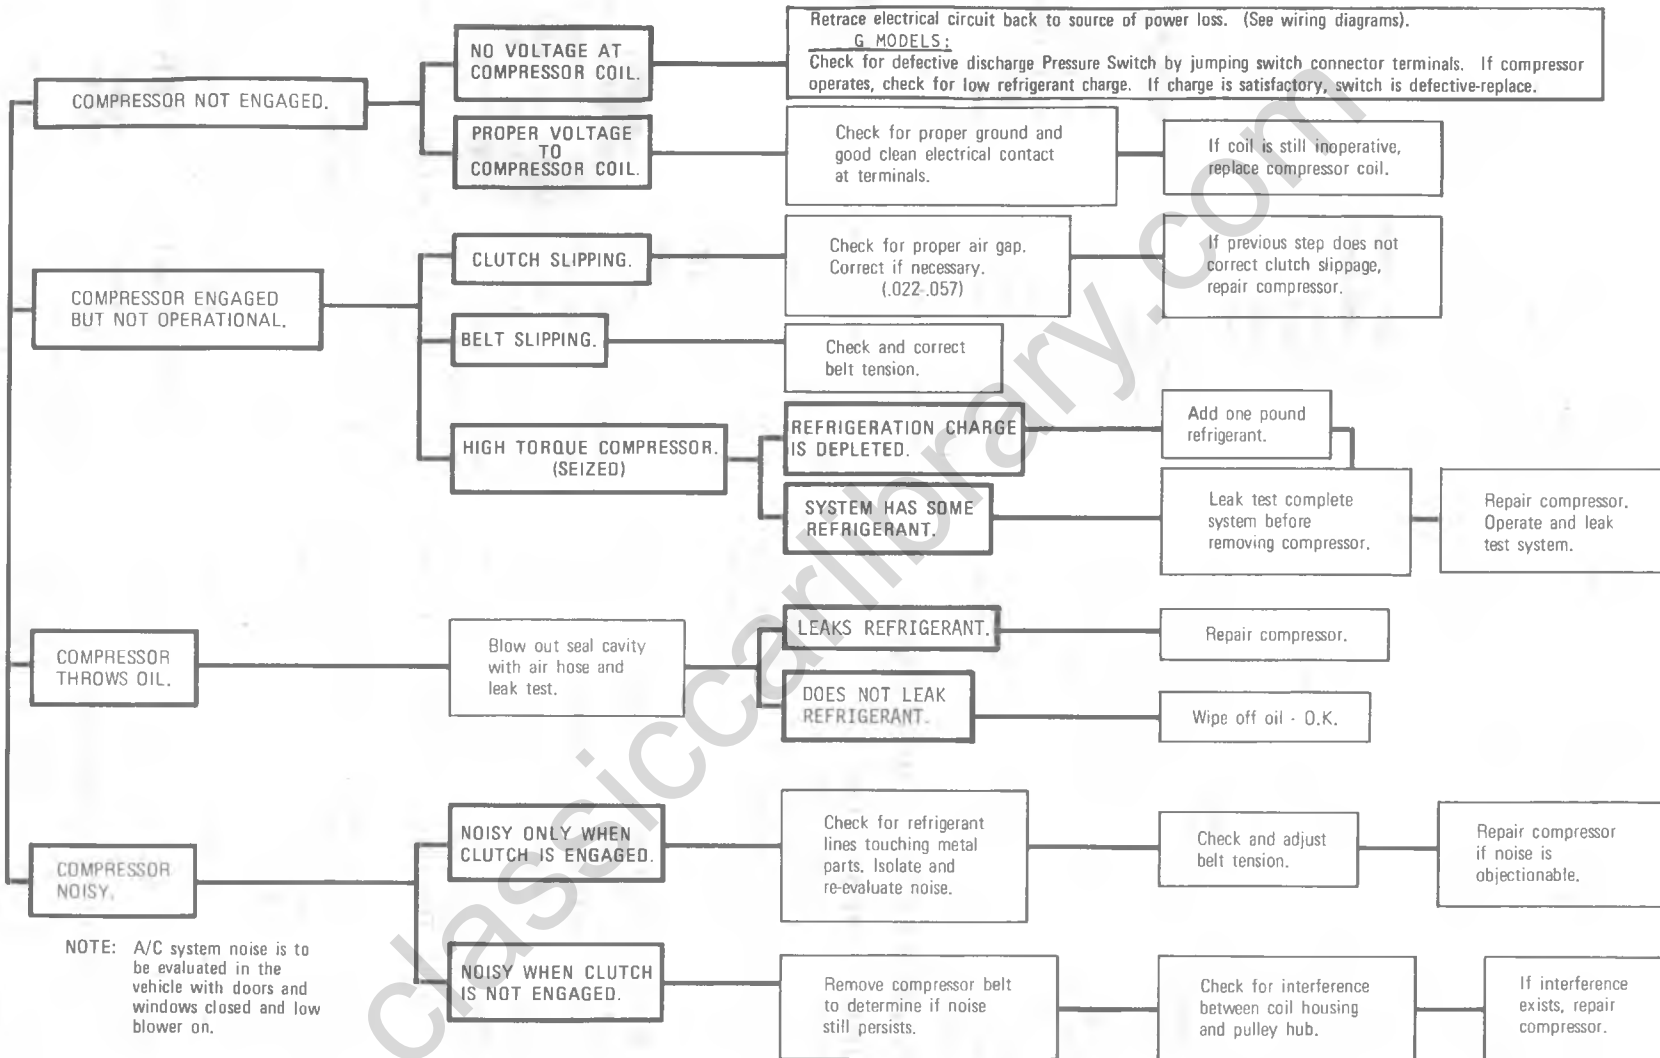 Retrace electrical circuit back to source of power loss. (See wiring diagrams).
G MODELS:
Check for defective discharge Pressure Switch by jumping switch connector terminals. If compressor
operates, check for low refrigerant charge. If charge is satisfactory, switch is defective-replace.
NO VOLTAGE AT
COMPRESSOR COIL.
COMPRESSOR NOT ENGAGED.
PROPER VOLTAGE
TO
COMPRESSOR COIL.
Check for proper ground and
good clean electrical contact
at terminals.
If coil is still inoperative,
replace compressor coil.
COMPRESSOR ENGAGED
BUT NOT OPERATIONAL.
CLUTCH SLIPPING.
Check for proper air gap.
Correct if necessary.
(.022-.057)
If previous step does not
correct clutch slippage,
repair compressor.
BELT SLIPPING.
Check and correct
belt tension.
HIGH TORQUE COMPRESSOR.
(SEIZED)
REFRIGERATION CHARGE
IS DEPLETED.
Add one pound
refrigerant.
SYSTEM HAS SOME
REFRIGERANT.
Leak test complete
system before
removing compressor.
Repair compressor.
Operate and leak
test system.
COMPRESSOR
THROWS OIL.
Blow out seal cavity
with air hose and
leak test.
LEAKS REFRIGERANT.
Repair compressor.
DOES NOT LEAK
REFRIGERANT.
Wipe off oil - O.K.
COMPRESSOR
NOISY.
NOISY ONLY WHEN
CLUTCH IS ENGAGED.
Check for refrigerant
lines touching metal
parts. Isolate and
re-evaluate noise.
Check and adjust
belt tension.
Repair compressor
if noise is
objectionable.
NOISY WHEN CLUTCH
IS NOT ENGAGED.
Remove compressor belt
to determine if noise
still persists.
Check for interference
between coil housing
and pulley hub.
If interference
exists, repair
compressor.
NOTE: A/C system noise is to
be evaluated in the
vehicle with doors and
windows closed and low
blower on.
classiccarlibrary.com